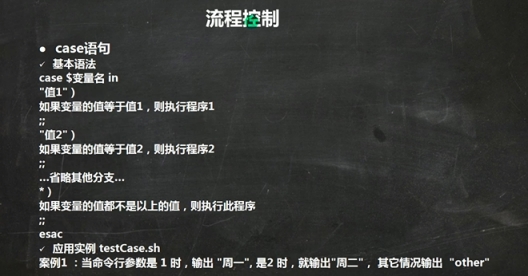 流程控制
● case语句
✓ 基本语法
case $变量名 in
"值1"）
如果变量的值等于值1，则执行程序1
;;
"值2"）
如果变量的值等于值2，则执行程序2
;;
…省略其他分支…
*）
如果变量的值都不是以上的值，则执行此程序
;;
esac
✓ 应用实例 testCase.sh
案例1 ：当命令行参数是 1 时，输出 "周一", 是2 时，就输出"周二"， 其它情况输出 "other"